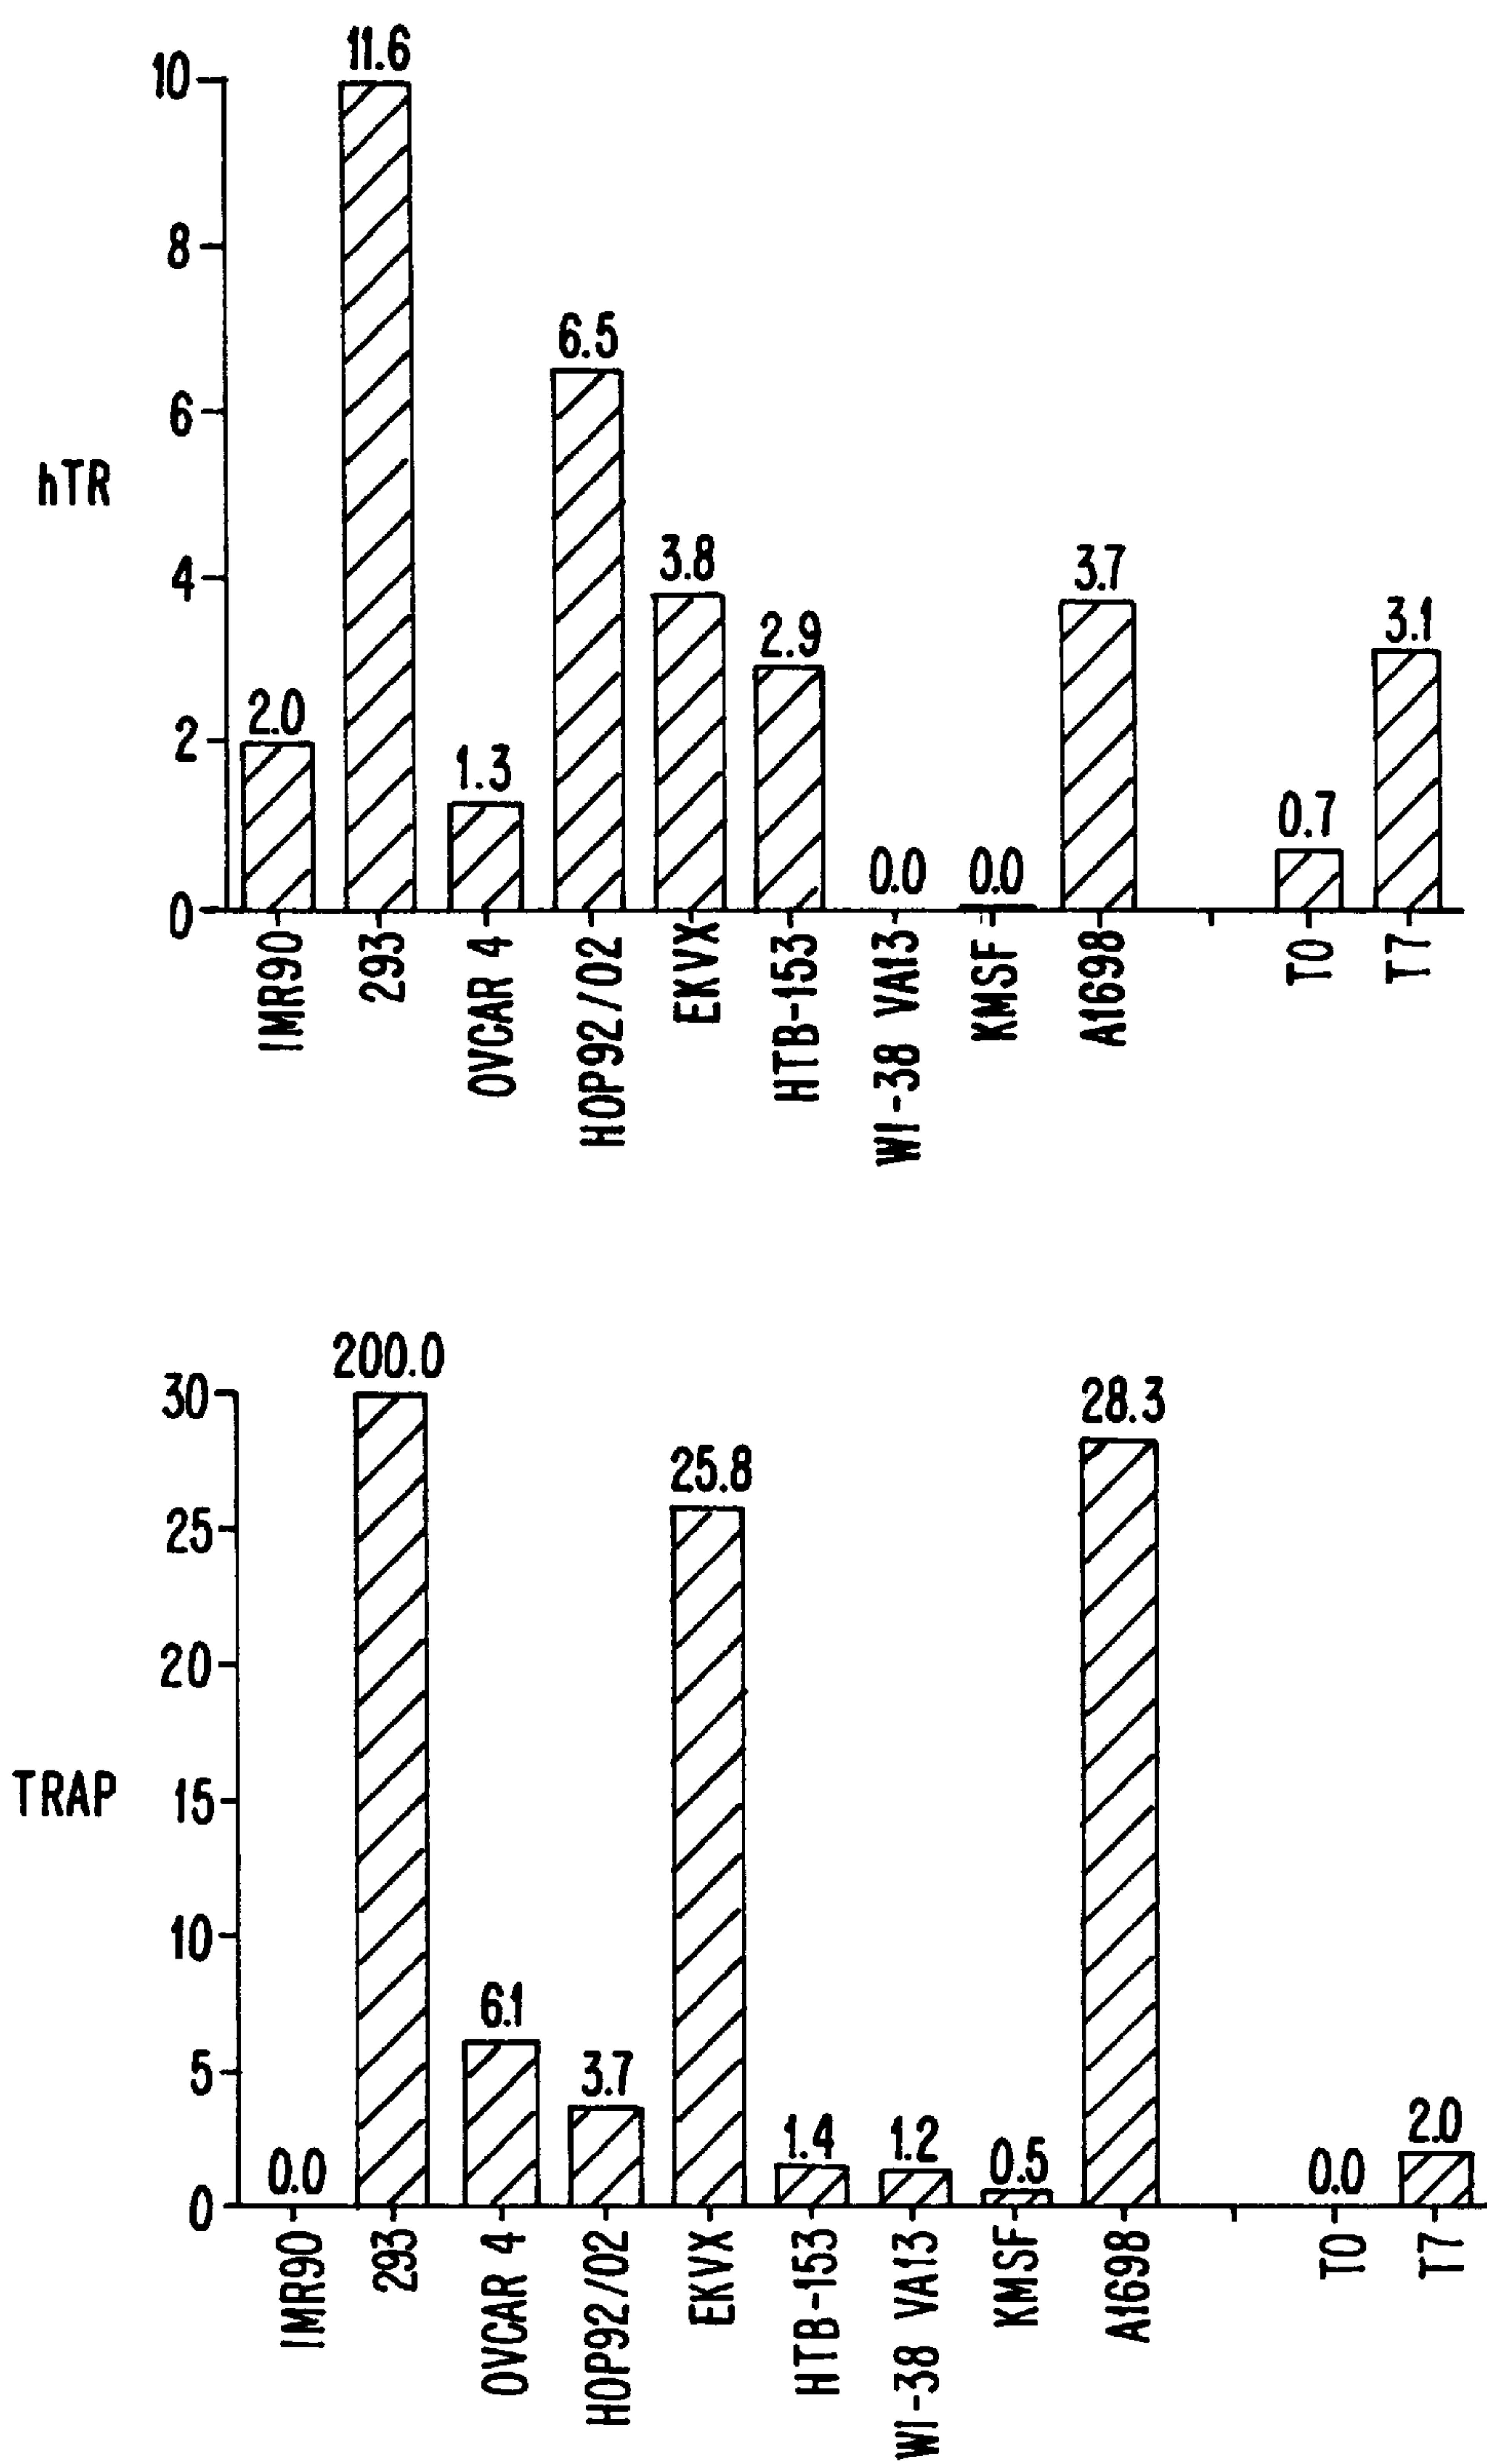 hTR
10
8
6
4
2
0
2.0
11.6
1.3
6.5
3.8
2.9
0.0
0.0
3.7
0.7
3.1
IMR90
293
OVCAR 4
HOP92/02
EKVX
HTB-153
WI-38 VA13
KMSF
A1698
T0
T7
TRAP
30
25
20
15
10
5
0
0.0
200.0
6.1
3.7
25.8
1.4
1.2
0.5
28.3
0.0
2.0
IMR90
293
OVCAR 4
HOP92/02
EKVX
HTB-153
WI-38 VA13
KMSF
A1698
T0
T7